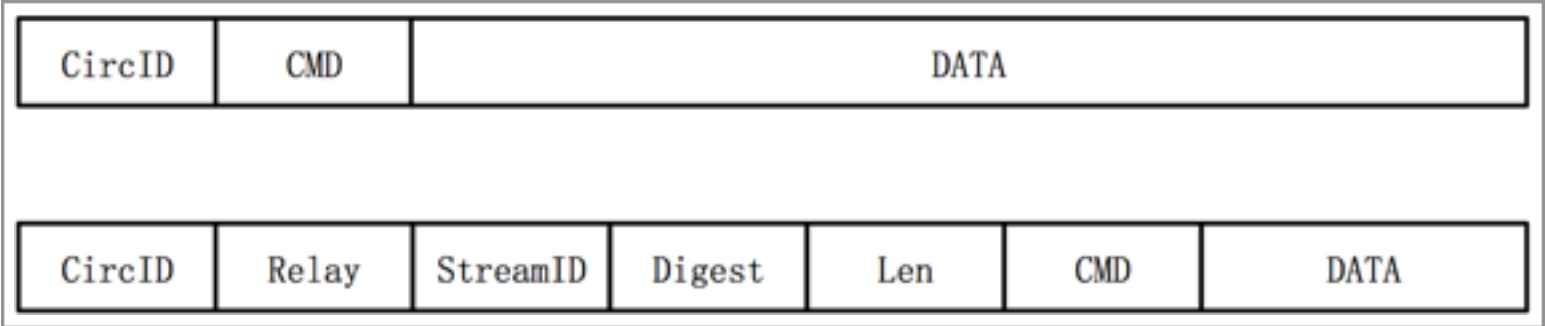 CircID CMD DATA
CircID Relay StreamID Digest Len CMD DATA